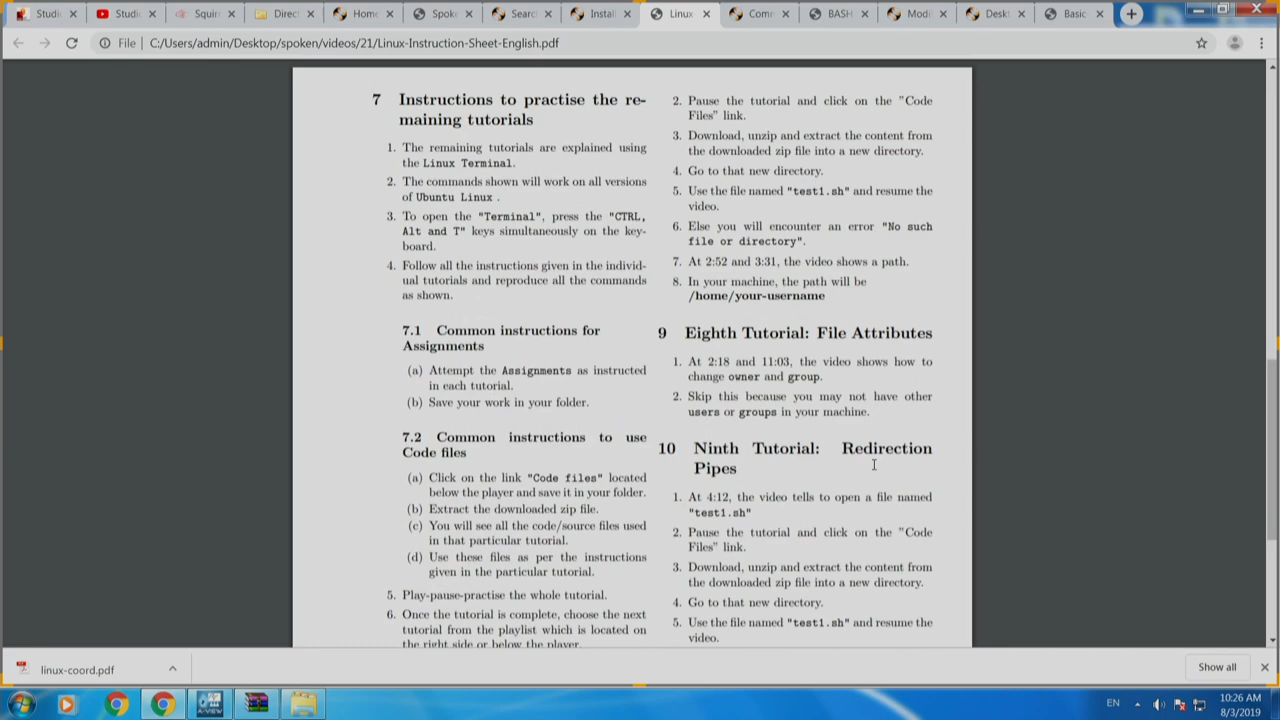 Studi
Studi
Squir
Direct
Home
Spoke
Searc
Install
Linux
Com
BASH
Modi
Deskt
Basic
File
C:/Users/admin/Desktop/spoken/videos/21/Linux-Instruction-Sheet-English.pdf
7 Instructions to practise the re-
maining tutorials
1. The remaining tutorials are explained using
the Linux Terminal.
2. The commands shown will work on all versions
of Ubuntu Linux .
3. To open the "Terminal", press the "CTRL,
Alt and T" keys simultaneously on the key-
board.
4. Follow all the instructions given in the individ-
ual tutorials and reproduce all the commands
as shown.
7.1 Common instructions for
Assignments
(a) Attempt the Assignments as instructed
in each tutorial.
(b) Save your work in your folder.
7.2 Common instructions to use
Code files
(a) Click on the link "Code files" located
below the player and save it in your folder.
(b) Extract the downloaded zip file.
(c) You will see all the code/source files used
in that particular tutorial.
(d) Use these files as per the instructions
given in the particular tutorial.
5. Play-pause-practise the whole tutorial.
6. Once the tutorial is complete, choose the next
tutorial from the playlist which is located on
the right side or below the player.
2. Pause the tutorial and click on the "Code
Files" link.
3. Download, unzip and extract the content from
the downloaded zip file into a new directory.
4. Go to that new directory.
5. Use the file named "test1.sh" and resume the
video.
6. Else you will encounter an error "No such
file or directory".
7. At 2:52 and 3:31, the video shows a path.
8. In your machine, the path will be
/home/your-username
9 Eighth Tutorial: File Attributes
1. At 2:18 and 11:03, the video shows how to
change owner and group.
2. Skip this because you may not have other
users or groups in your machine.
10 Ninth Tutorial: Redirection
Pipes
1. At 4:12, the video tells to open a file named
"test1.sh"
2. Pause the tutorial and click on the "Code
Files" link.
3. Download, unzip and extract the content from
the downloaded zip file into a new directory.
4. Go to that new directory.
5. Use the file named "test1.sh" and resume the
video.
linux-coord.pdf
Show all
A-VIEW
EN
10:26 AM
8/3/2019